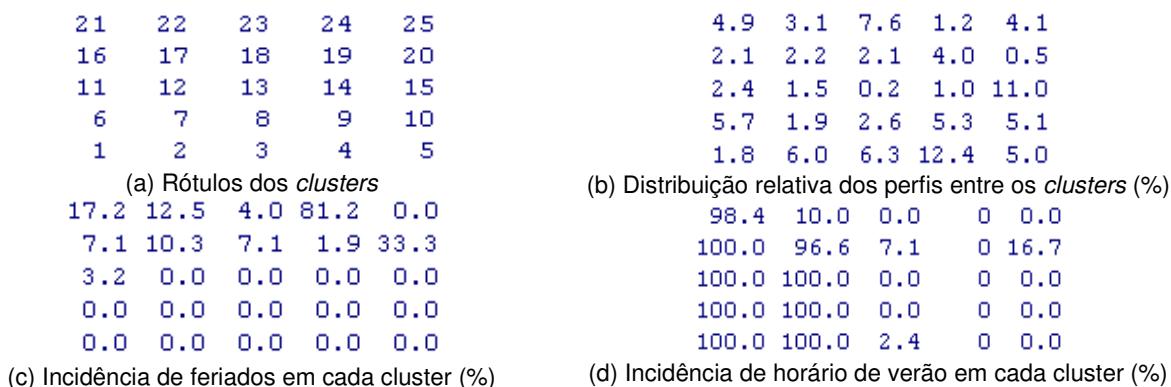 21 22 23 24 25
16 17 18 19 20
11 12 13 14 15
6 7 8 9 10
1 2 3 4 5
(a) Rótulos dos clusters
4.9 3.1 7.6 1.2 4.1
2.1 2.2 2.1 4.0 0.5
2.4 1.5 0.2 1.0 11.0
5.7 1.9 2.6 5.3 5.1
1.8 6.0 6.3 12.4 5.0
(b) Distribuição relativa dos perfis entre os clusters (%)
17.2 12.5 4.0 81.2 0.0
7.1 10.3 7.1 1.9 33.3
3.2 0.0 0.0 0.0 0.0
0.0 0.0 0.0 0.0 0.0
0.0 0.0 0.0 0.0 0.0
(c) Incidência de feriados em cada cluster (%)
98.4 10.0 0.0 0 0.0
100.0 96.6 7.1 0 16.7
100.0 100.0 0.0 0 0.0
100.0 100.0 0.0 0 0.0
100.0 100.0 2.4 0 0.0
(d) Incidência de horário de verão em cada cluster (%)